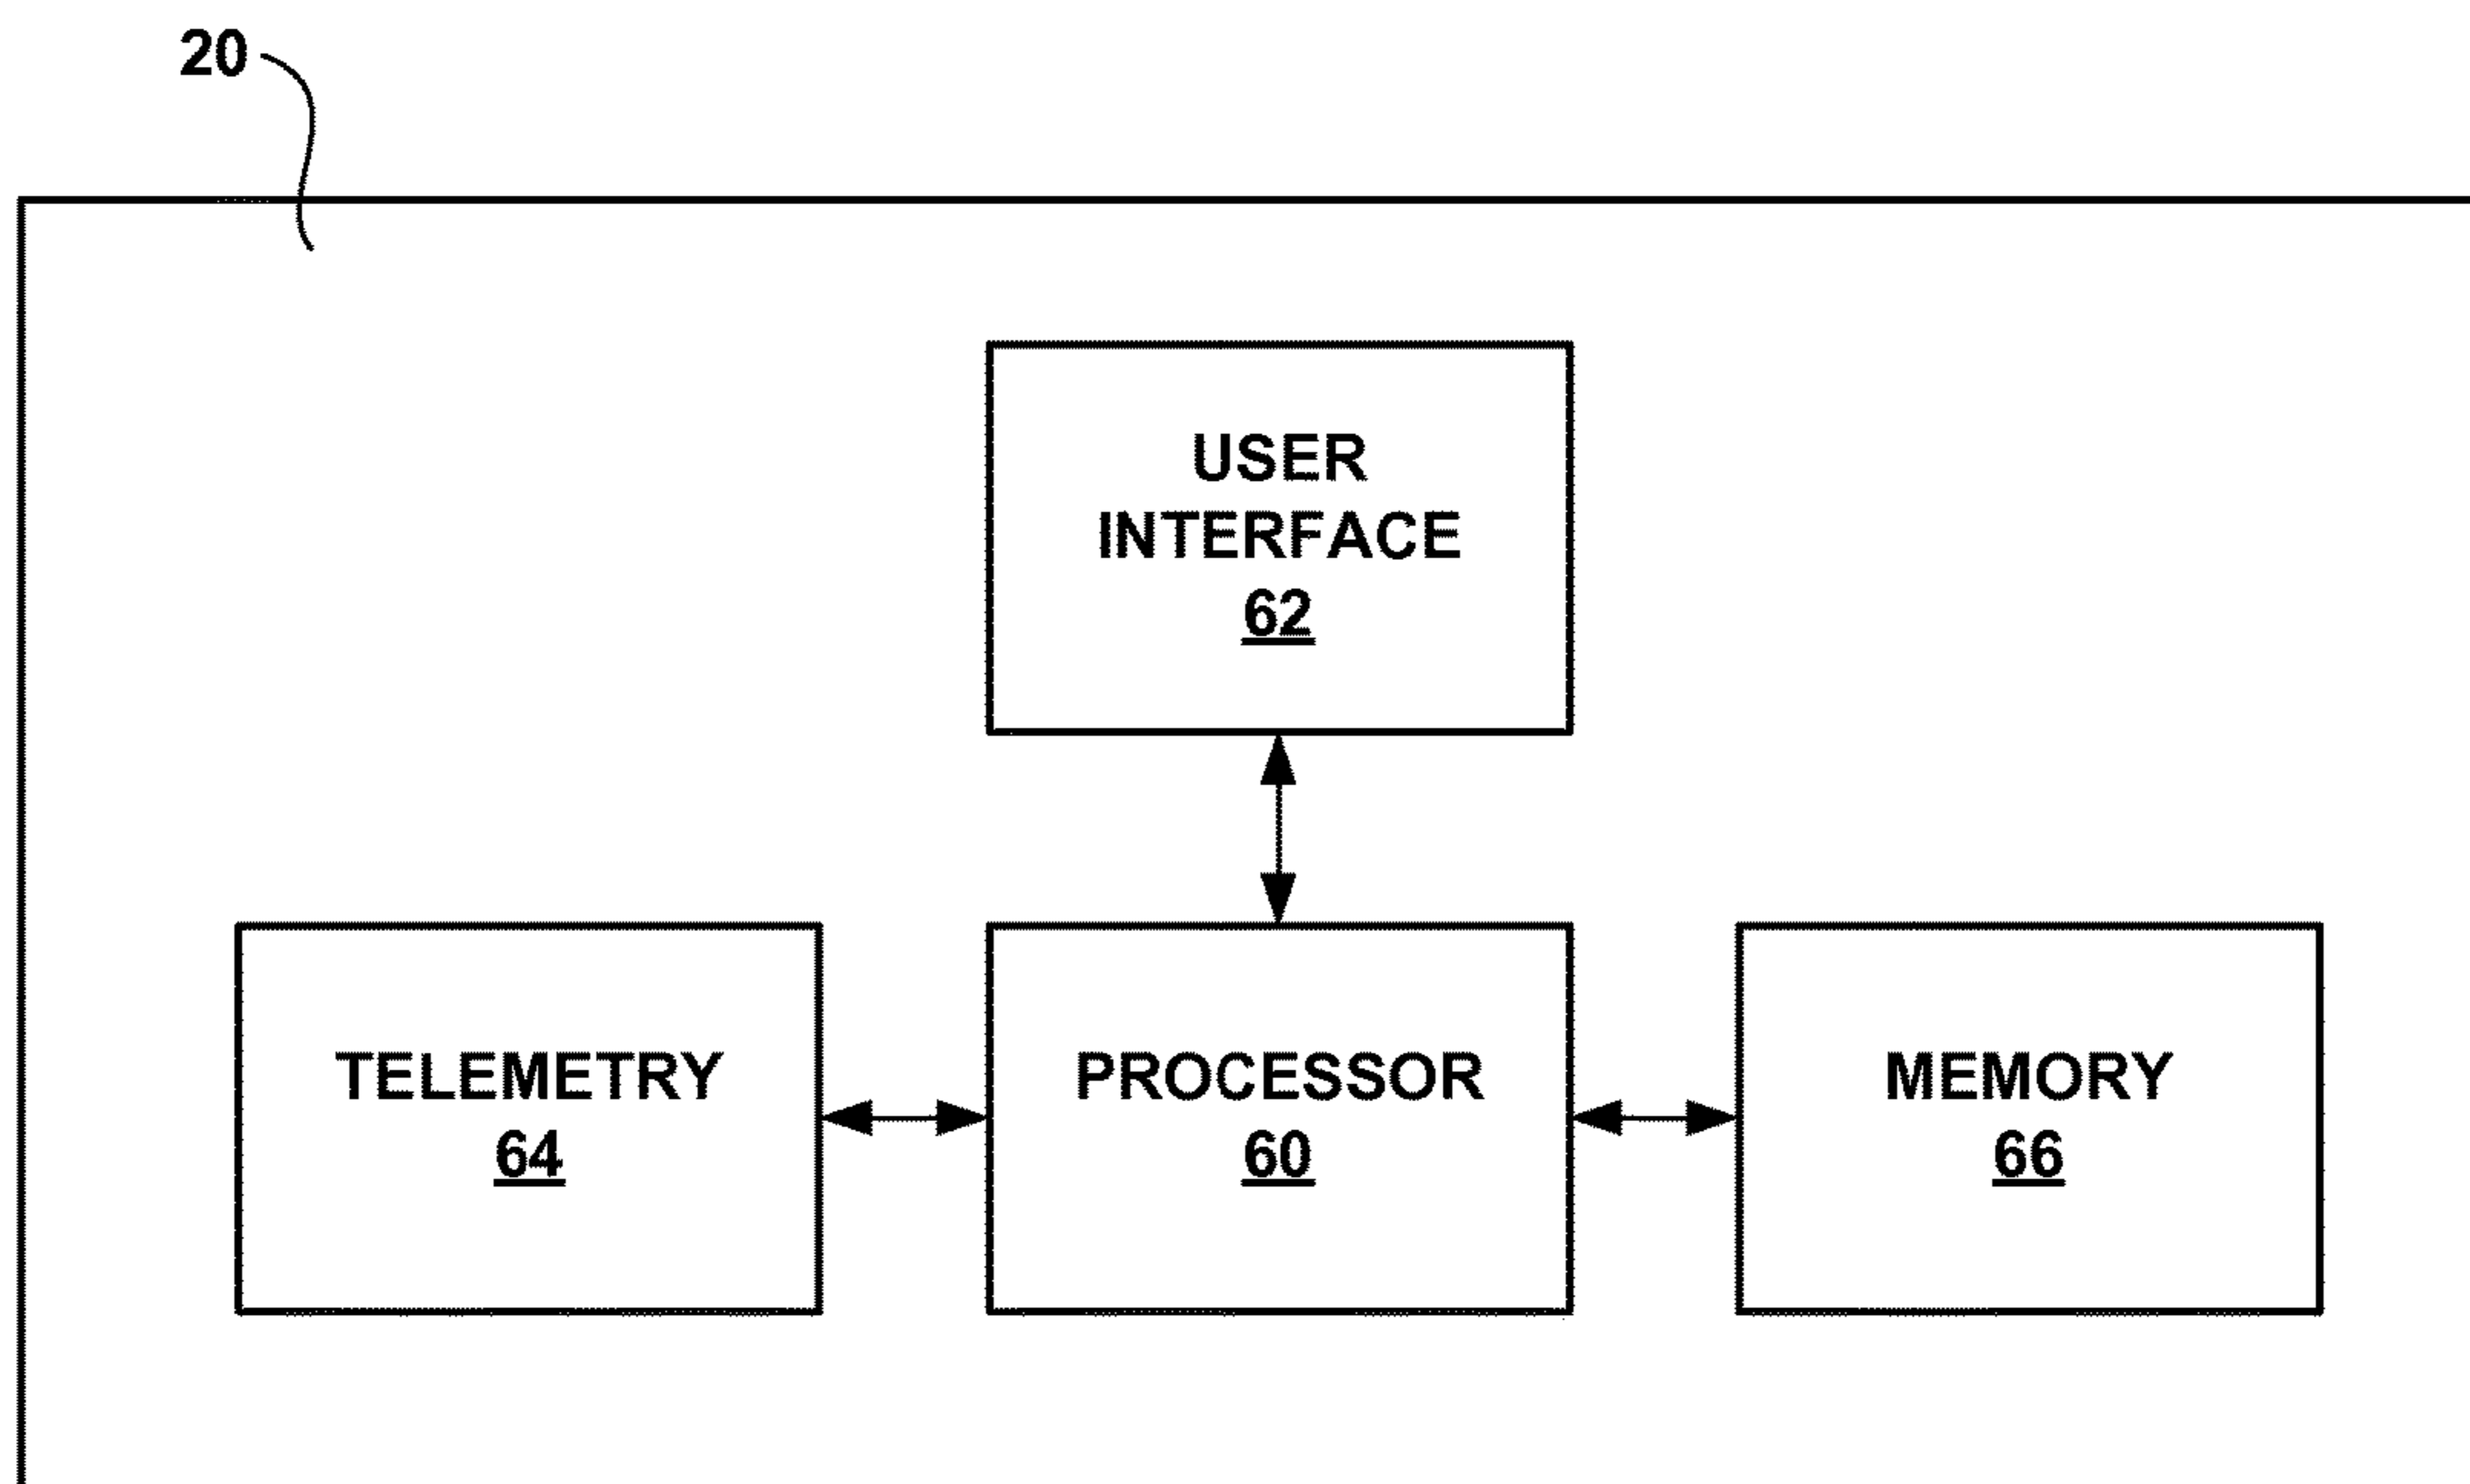 20
USER
INTERFACE
62
TELEMETRY
64
PROCESSOR
60
MEMORY
66